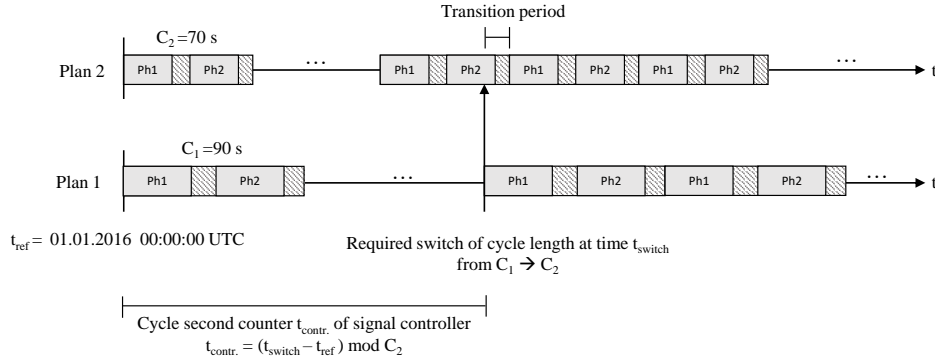 Transition period
C₂ =70 s
Plan 2 Ph1 Ph2 … Ph1 Ph2 Ph1 Ph2 Ph1 Ph2 … t
C₁=90 s
Plan 1 Ph1 Ph2 … Ph1 Ph2 Ph1 Ph2 … t
t_ref = 01.01.2016 00:00:00 UTC
Required switch of cycle length at time t_switch
from C₁ → C₂
Cycle second counter t_contr. of signal controller
t_contr. = (t_switch – t_ref ) mod C₂